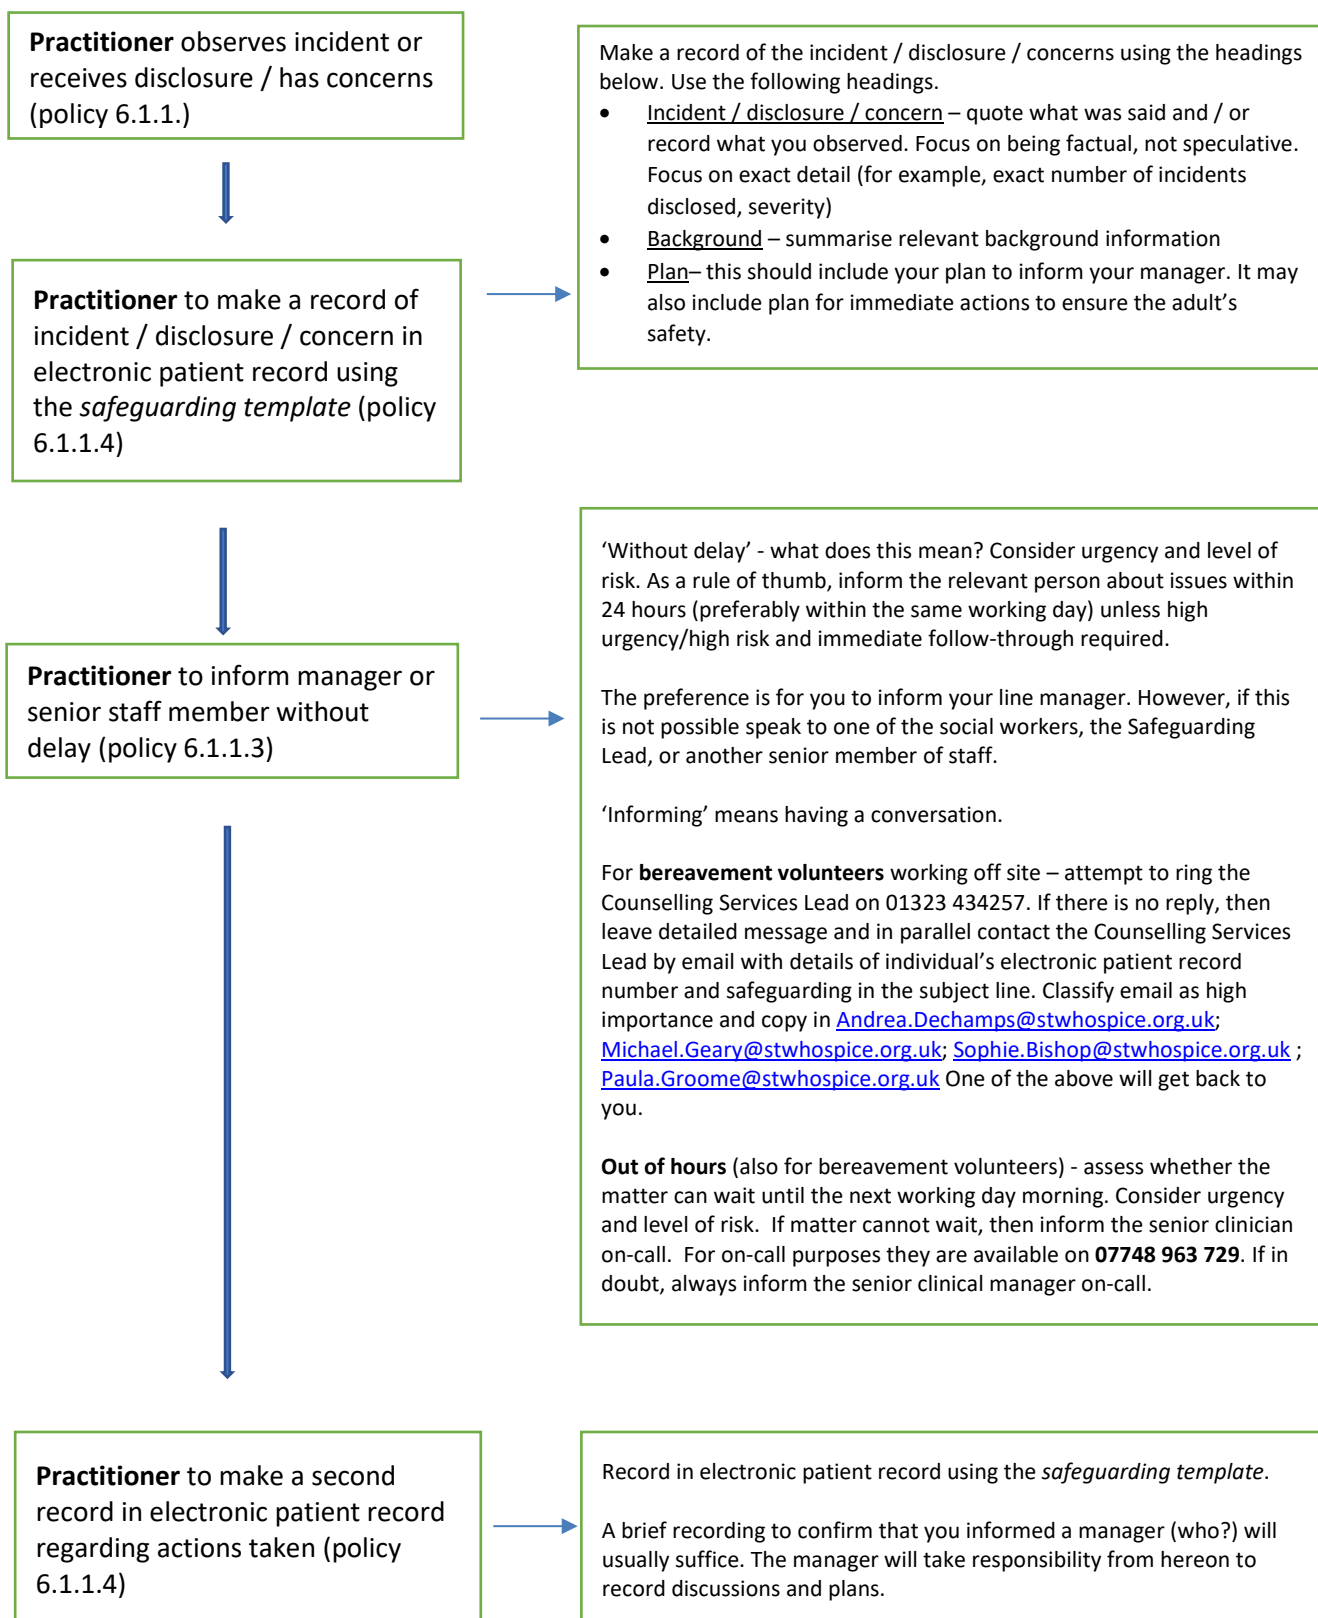 Practitioner observes incident or
receives disclosure / has concerns
(policy 6.1.1.)
Make a record of the incident / disclosure / concerns using the headings
below. Use the following headings.
• Incident / disclosure / concern – quote what was said and / or
record what you observed. Focus on being factual, not speculative.
Focus on exact detail (for example, exact number of incidents
disclosed, severity)
• Background – summarise relevant background information
• Plan– this should include your plan to inform your manager. It may
also include plan for immediate actions to ensure the adult’s
safety.
Practitioner to make a record of
incident / disclosure / concern in
electronic patient record using
the safeguarding template (policy
6.1.1.4)
‘Without delay’ - what does this mean? Consider urgency and level of
risk. As a rule of thumb, inform the relevant person about issues within
24 hours (preferably within the same working day) unless high
urgency/high risk and immediate follow-through required.
The preference is for you to inform your line manager. However, if this
is not possible speak to one of the social workers, the Safeguarding
Lead, or another senior member of staff.
‘Informing’ means having a conversation.
For bereavement volunteers working off site – attempt to ring the
Counselling Services Lead on 01323 434257. If there is no reply, then
leave detailed message and in parallel contact the Counselling Services
Lead by email with details of individual’s electronic patient record
number and safeguarding in the subject line. Classify email as high
importance and copy in Andrea.Dechamps@stwhospice.org.uk;
Michael.Geary@stwhospice.org.uk; Sophie.Bishop@stwhospice.org.uk ;
Paula.Groome@stwhospice.org.uk One of the above will get back to
you.
Out of hours (also for bereavement volunteers) - assess whether the
matter can wait until the next working day morning. Consider urgency
and level of risk.  If matter cannot wait, then inform the senior clinician
on-call.  For on-call purposes they are available on 07748 963 729. If in
doubt, always inform the senior clinical manager on-call.
Practitioner to inform manager or
senior staff member without
delay (policy 6.1.1.3)
Practitioner to make a second
record in electronic patient record
regarding actions taken (policy
6.1.1.4)
Record in electronic patient record using the safeguarding template.
A brief recording to confirm that you informed a manager (who?) will
usually suffice. The manager will take responsibility from hereon to
record discussions and plans.